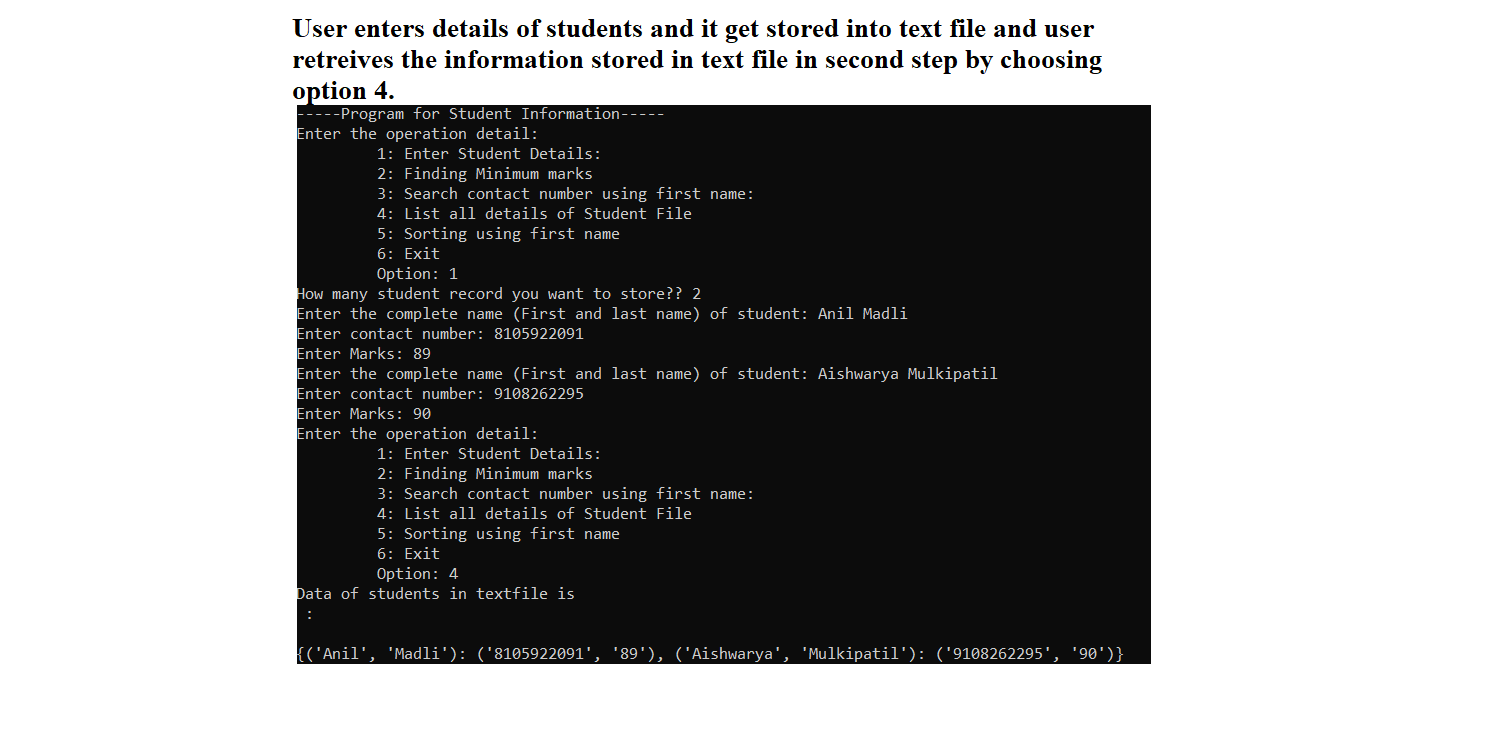 User enters details of students and it get stored into text file and user
retreives the information stored in text file in second step by choosing
option 4.
-----Program for Student Information-----
Enter the operation detail:
1: Enter Student Details:
2: Finding Minimum marks
3: Search contact number using first name:
4: List all details of Student File
5: Sorting using first name
6: Exit
Option: 1
How many student record you want to store?? 2
Enter the complete name (First and last name) of student: Anil Madli
Enter contact number: 8105922091
Enter Marks: 89
Enter the complete name (First and last name) of student: Aishwarya Mulkipatil
Enter contact number: 9108262295
Enter Marks: 90
Enter the operation detail:
1: Enter Student Details:
2: Finding Minimum marks
3: Search contact number using first name:
4: List all details of Student File
5: Sorting using first name
6: Exit
Option: 4
Data of students in textfile is
:
{('Anil', 'Madli'): ('8105922091', '89'), ('Aishwarya', 'Mulkipatil'): ('9108262295', '90')}